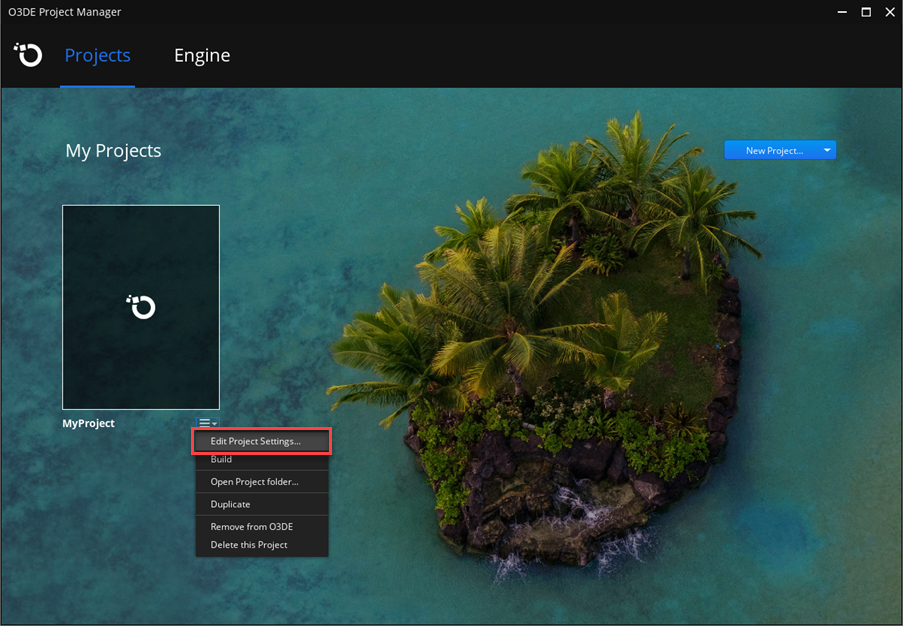 O3DE Project Manager
Projects
Engine
My Projects
New Project...
MyProject
Edit Project Settings...
Build
Open Project folder...
Duplicate
Remove from O3DE
Delete this Project